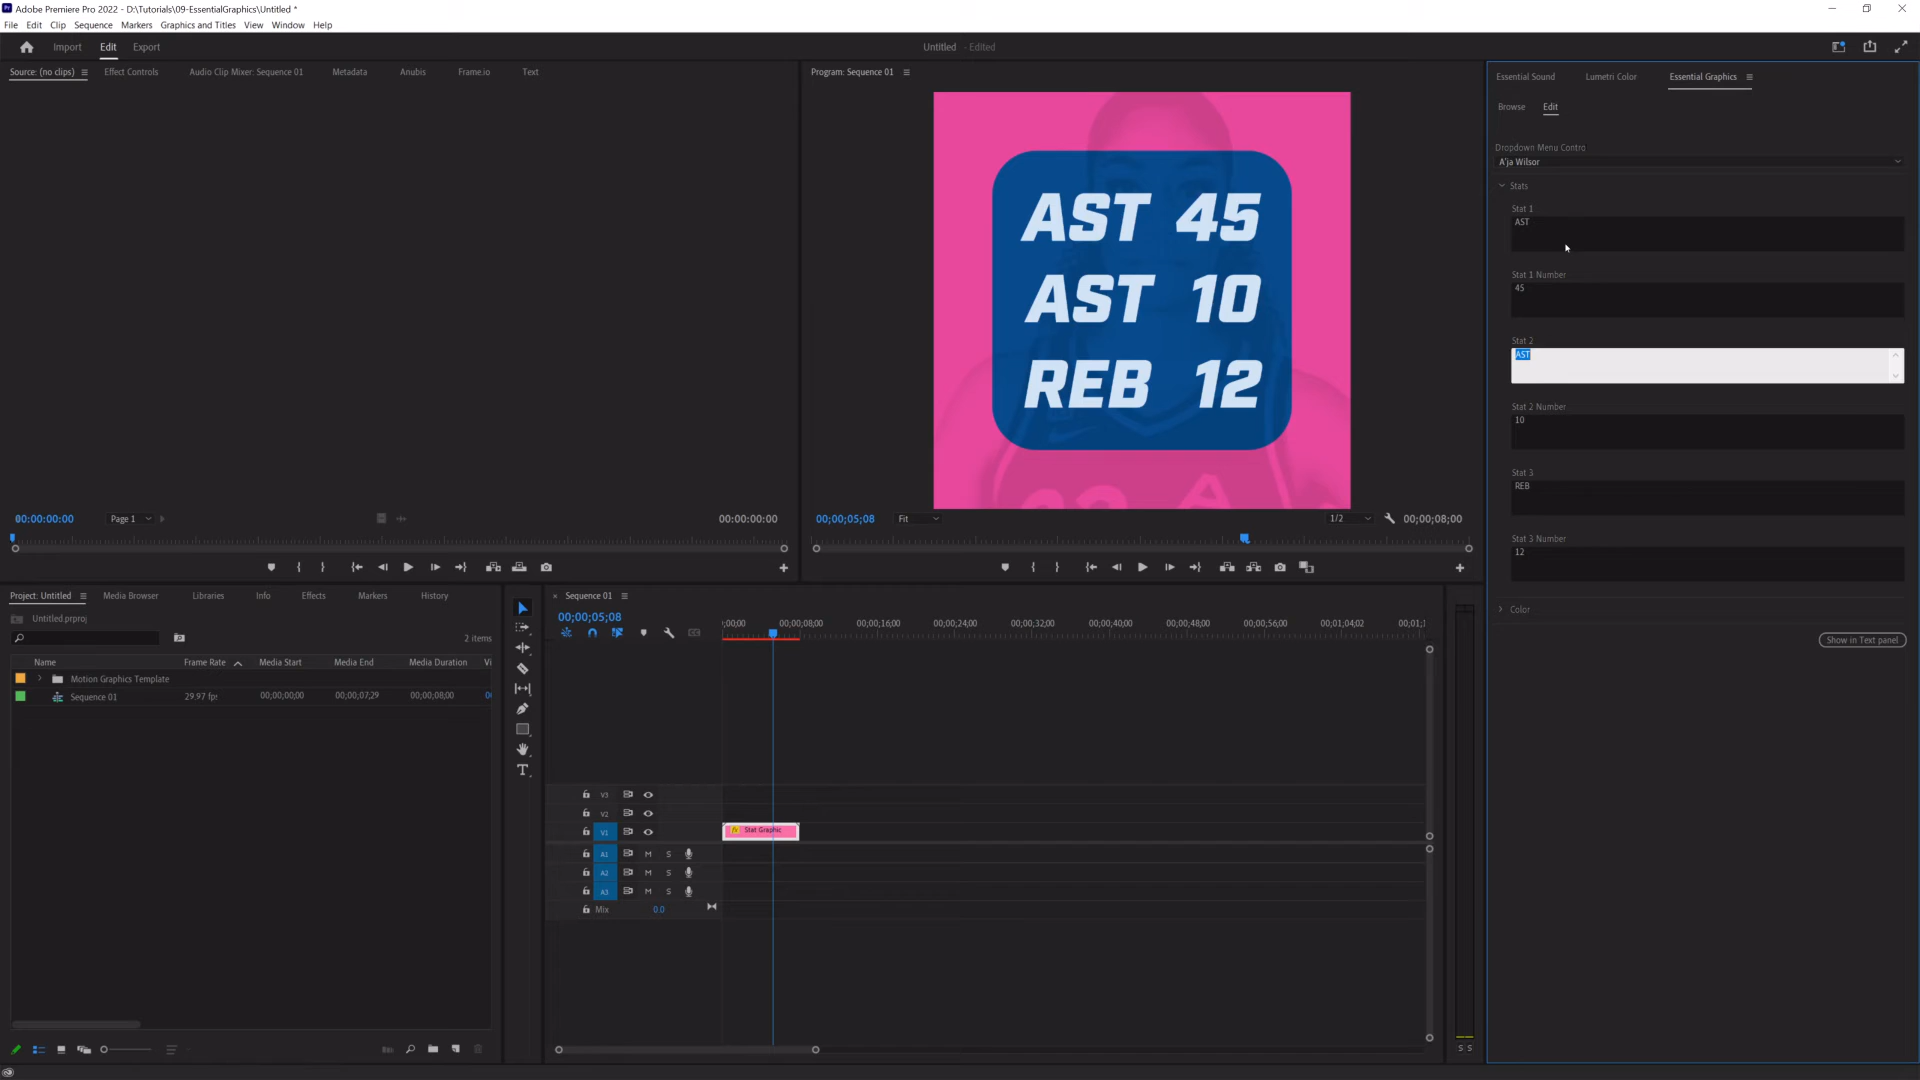 Adobe Premiere Pro 2022 - D:\Tutorials\09-EssentialGraphics\Untitled *
File Edit Clip Sequence Markers Graphics and Titles View Window Help
Import Edit Export
Untitled - Edited
Source: (no clips) Effect Controls Audio Clip Mixer: Sequence 01 Metadata Anubis Frame.io Text
Program: Sequence 01
AST 45
AST 10
REB 12
00:00:00:00 Page 1 00:00:00:00
00;00;05;08 Fit 1/2 00;00;08;00
Essential Sound Lumetri Color Essential Graphics
Browse Edit
Dropdown Menu Contro
A'ja Wilsor
Stats
Stat 1
AST
Stat 1 Number
45
Stat 2
AST
Stat 2 Number
10
Stat 3
REB
Stat 3 Number
12
Color
Show in Text panel
Project: Untitled Media Browser Libraries Info Effects Markers History
Untitled.prproj
2 items
Name Frame Rate Media Start Media End Media Duration Vi
Motion Graphics Template
Sequence 01 29.97 fps 00;00;00;00 00;00;07;29 00;00;08;00 00
× Sequence 01
00;00;05;08
;00;00 00;00;08;00 00;00;16;00 00;00;24;00 00;00;32;00 00;00;40;00 00;00;48;00 00;00;56;00 00;01;04;02 00;01;1
V3
V2
V1 Stat Graphic
A1 M S
A2 M S
A3 M S
Mix 0.0
S S